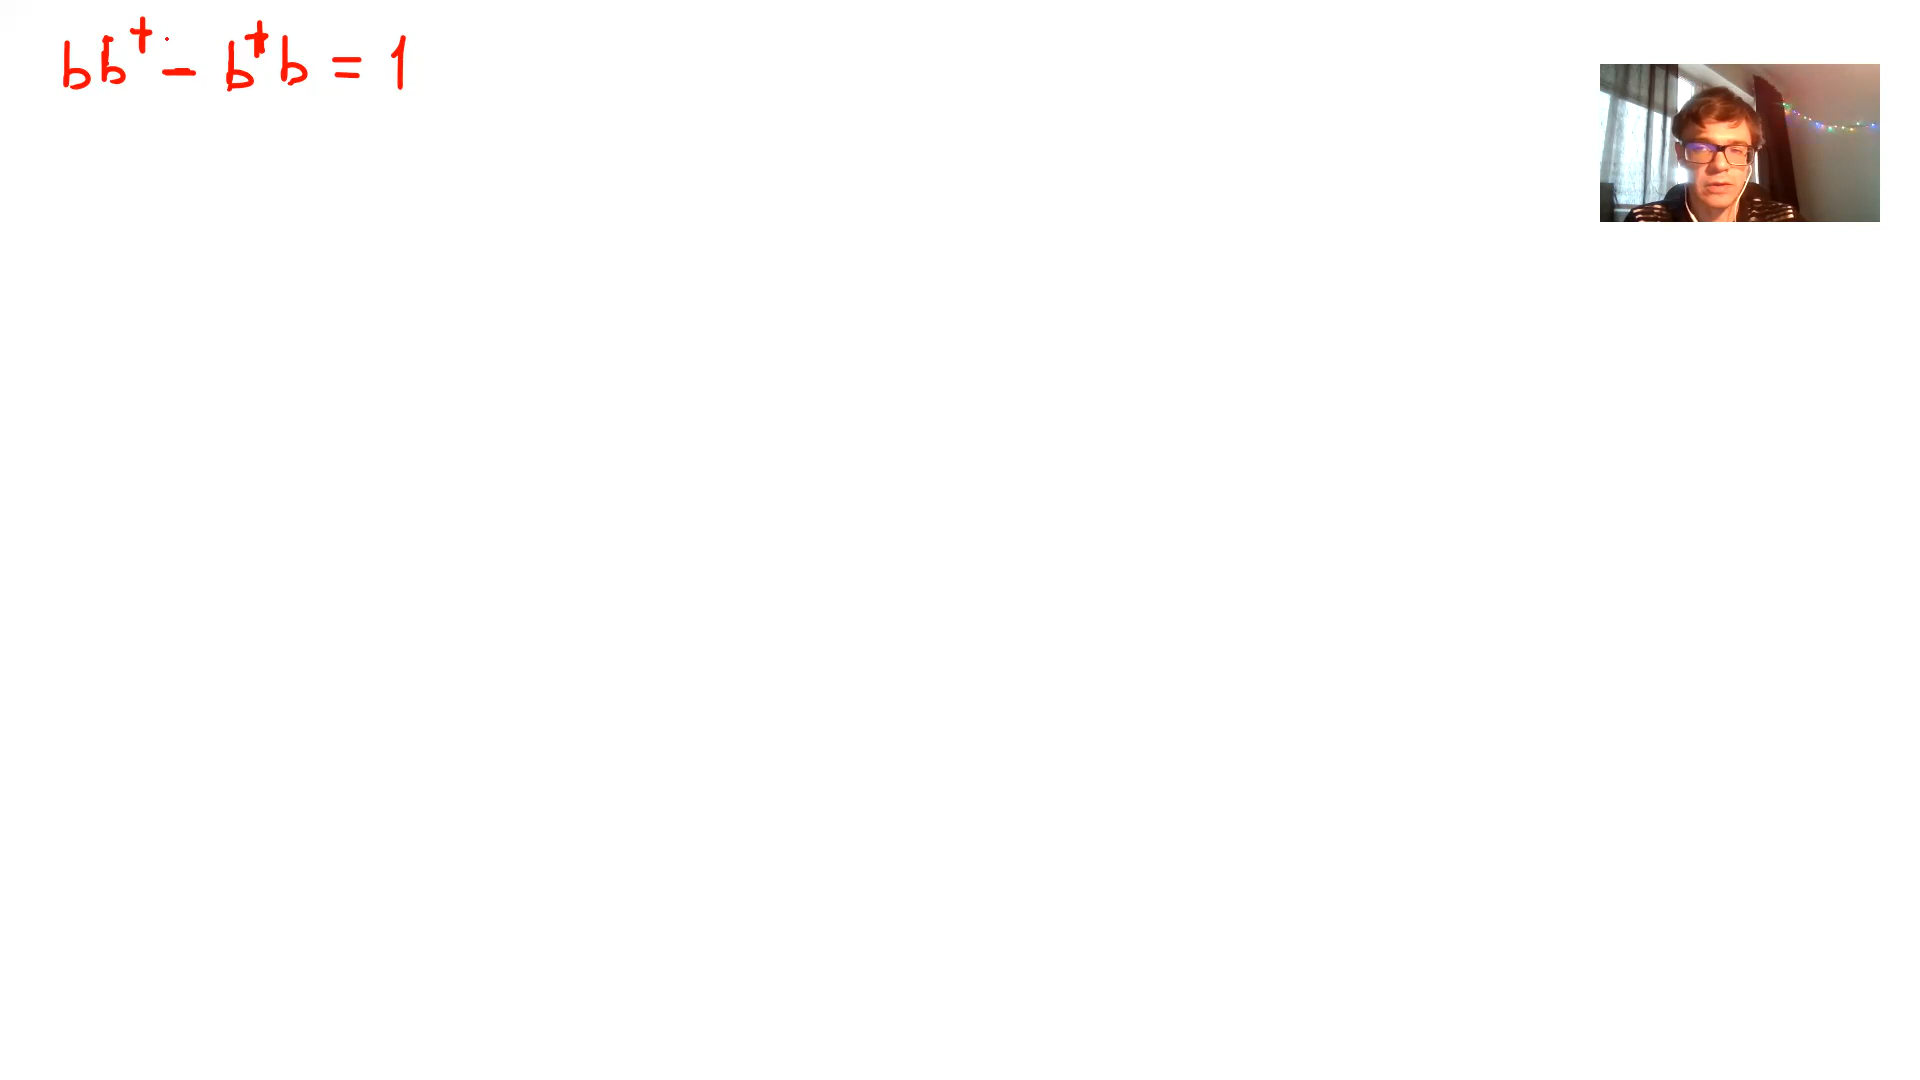 bb⁺ - b⁺b = 1